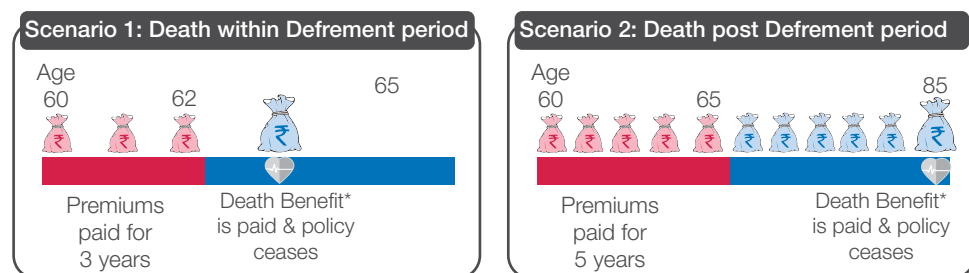 Scenario 1: Death within Defrement period
Age
60
62
65
₹
₹
₹
₹
Premiums
paid for
3 years
Death Benefit*
is paid & policy
ceases
Scenario 2: Death post Defrement period
Age
60
65
85
₹
₹
₹
₹
₹
₹
₹
₹
₹
₹
₹
Premiums
paid for
5 years
Death Benefit*
is paid & policy
ceases